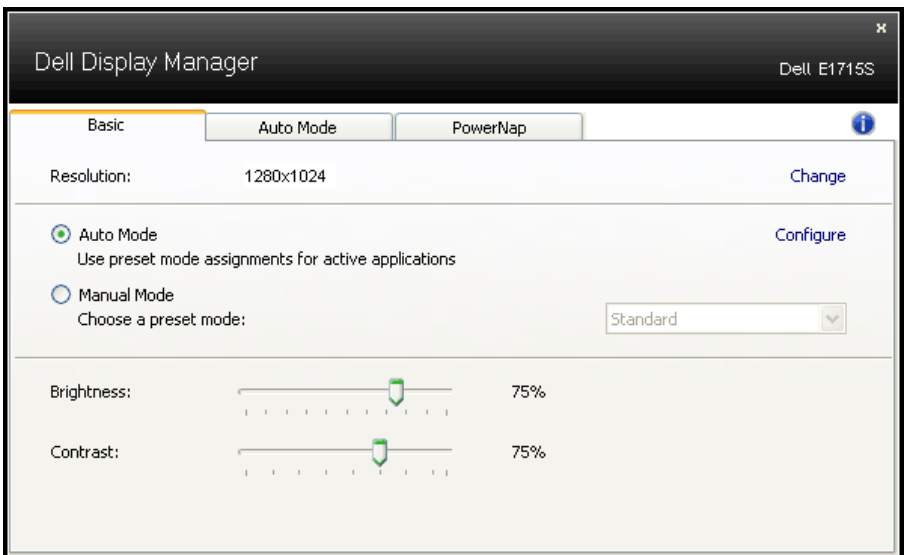 Dell Display Manager
Dell E1715S
Basic
Auto Mode
PowerNap
Resolution:
1280x1024
Change
Auto Mode
Configure
Use preset mode assignments for active applications
Manual Mode
Choose a preset mode:
Standard
Brightness:
75%
Contrast:
75%